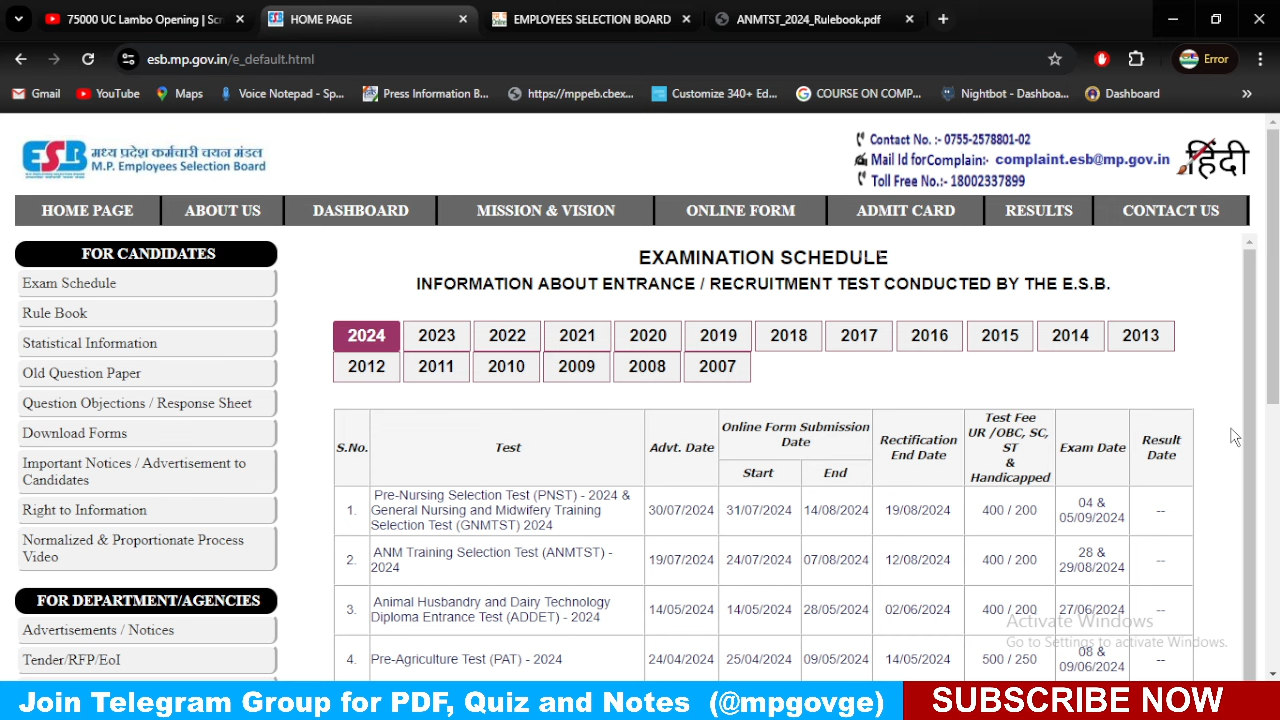 75000 UC Lambo Opening | Scr
HOME PAGE
EMPLOYEES SELECTION BOARD
ANMTST_2024_Rulebook.pdf
esb.mp.gov.in/e_default.html
Error
Gmail
YouTube
Maps
Voice Notepad - Sp...
Press Information B...
https://mppeb.cbex...
Customize 340+ Ed...
COURSE ON COMP...
Nightbot - Dashboa...
Dashboard
ESB
मध्य प्रदेश कर्मचारी चयन मंडल
M.P. Employees Selection Board
Contact No. :- 0755-2578801-02
Mail Id forComplain:- complaint.esb@mp.gov.in
Toll Free No.:- 18002337899
हिंदी
HOME PAGE ABOUT US DASHBOARD MISSION & VISION ONLINE FORM ADMIT CARD RESULTS CONTACT US
FOR CANDIDATES
Exam Schedule
Rule Book
Statistical Information
Old Question Paper
Question Objections / Response Sheet
Download Forms
Important Notices / Advertisement to
Candidates
Right to Information
Normalized & Proportionate Process
Video
FOR DEPARTMENT/AGENCIES
Advertisements / Notices
Tender/RFP/EoI
EXAMINATION SCHEDULE
INFORMATION ABOUT ENTRANCE / RECRUITMENT TEST CONDUCTED BY THE E.S.B.
2024 2023 2022 2021 2020 2019 2018 2017 2016 2015 2014 2013
2012 2011 2010 2009 2008 2007
S.No.
Test
Advt. Date
Online Form Submission
Date
Start End
Rectification
End Date
Test Fee
UR /OBC, SC,
ST
&
Handicapped
Exam Date
Result
Date
1.
Pre-Nursing Selection Test (PNST) - 2024 &
General Nursing and Midwifery Training
Selection Test (GNMTST) 2024
30/07/2024 31/07/2024 14/08/2024 19/08/2024 400 / 200
04 &
05/09/2024
--
2.
ANM Training Selection Test (ANMTST) -
2024
19/07/2024 24/07/2024 07/08/2024 12/08/2024 400 / 200
28 &
29/08/2024
--
3.
Animal Husbandry and Dairy Technology
Diploma Entrance Test (ADDET) - 2024
14/05/2024 14/05/2024 28/05/2024 02/06/2024 400 / 200 27/06/2024 --
4. Pre-Agriculture Test (PAT) - 2024 24/04/2024 25/04/2024 09/05/2024 14/05/2024 500 / 250
08 &
09/06/2024
--
Activate Windows
Go to Settings to activate Windows.
Join Telegram Group for PDF, Quiz and Notes (@mpgovge)
SUBSCRIBE NOW